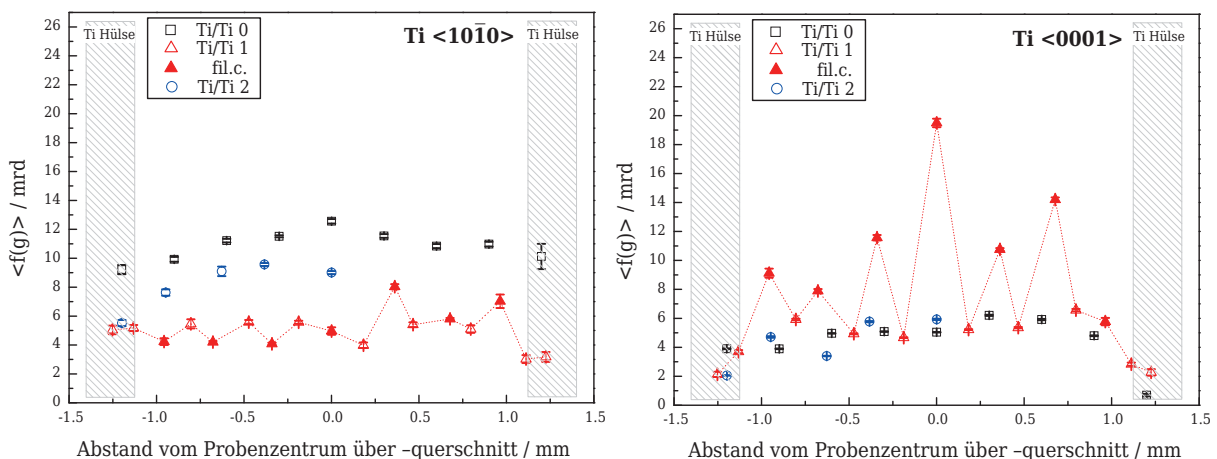 26
24
22
20
18
16
14
12
10
8
6
4
2
0
<f(g)> / mrd
Ti Hülse
Ti/Ti 0
Ti/Ti 1
fil.c.
Ti/Ti 2
Ti <101̄0>
Ti Hülse
-1.5
-1.0
-0.5
0.0
0.5
1.0
1.5
Abstand vom Probenzentrum über –querschnitt / mm
26
24
22
20
18
16
14
12
10
8
6
4
2
0
<f(g)> / mrd
Ti Hülse
Ti/Ti 0
Ti/Ti 1
fil.c.
Ti/Ti 2
Ti <0001>
Ti Hülse
-1.5
-1.0
-0.5
0.0
0.5
1.0
1.5
Abstand vom Probenzentrum über –querschnitt / mm